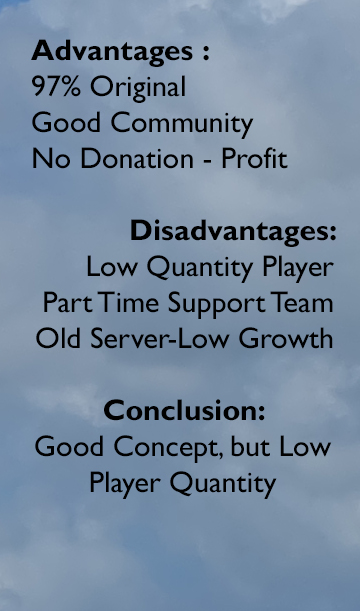 Advantages :
97% Original
Good Community
No Donation - Profit
Disadvantages:
Low Quantity Player
Part Time Support Team
Old Server-Low Growth
Conclusion:
Good Concept, but Low
Player Quantity